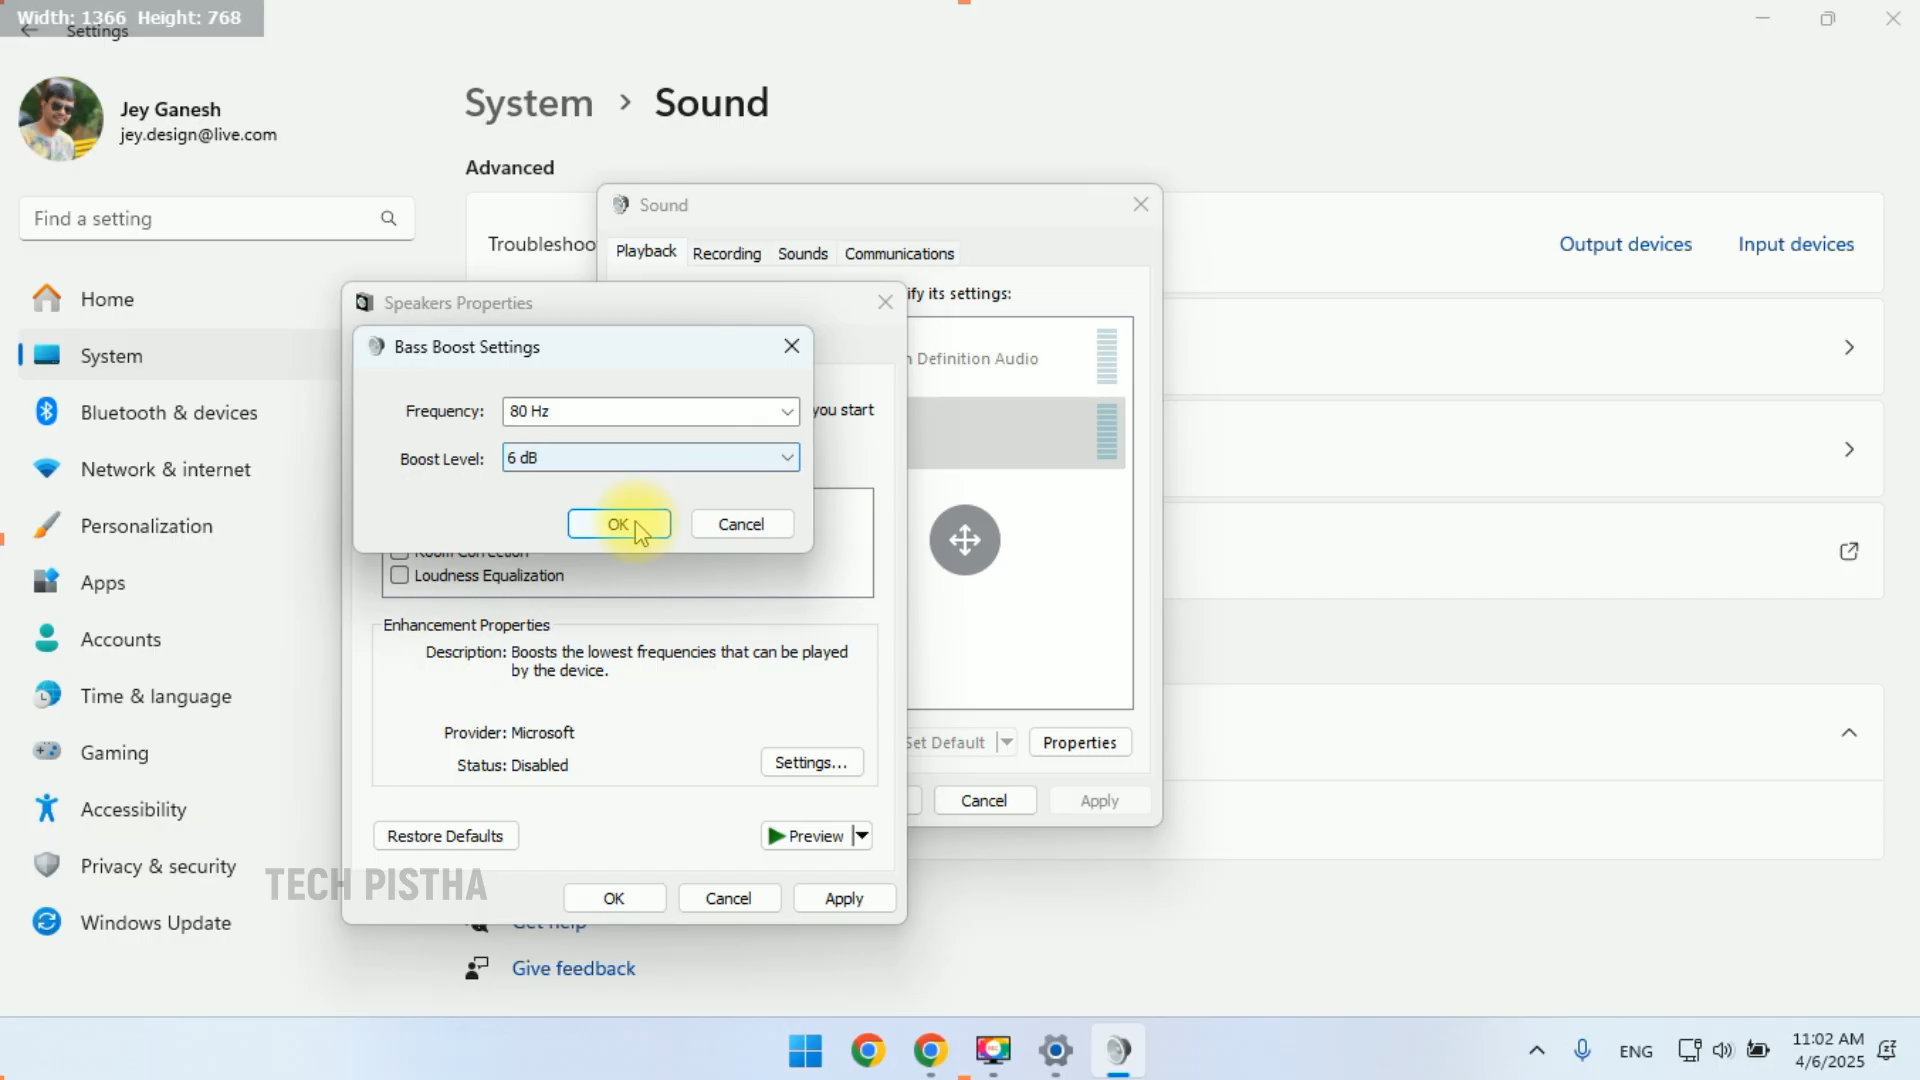 Width: 1366 Height: 768
Settings
Jey Ganesh
jey.design@live.com
Find a setting
Home
System
Bluetooth & devices
Network & internet
Personalization
Apps
Accounts
Time & language
Gaming
Accessibility
Privacy & security
Windows Update
System > Sound
Advanced
Troubleshoo
Output devices
Input devices
Sound
Playback
Recording
Sounds
Communications
ify its settings:
Definition Audio
Set Default
Properties
Cancel
Apply
Speakers Properties
you start
Bass Boost Settings
Frequency: 80 Hz
Boost Level: 6 dB
OK
Cancel
Room Correction
Loudness Equalization
Enhancement Properties
Description: Boosts the lowest frequencies that can be played
by the device.
Provider: Microsoft
Status: Disabled
Settings...
Restore Defaults
Preview
TECH PISTHA
OK
Cancel
Apply
Get help
Give feedback
ENG
11:02 AM
4/6/2025